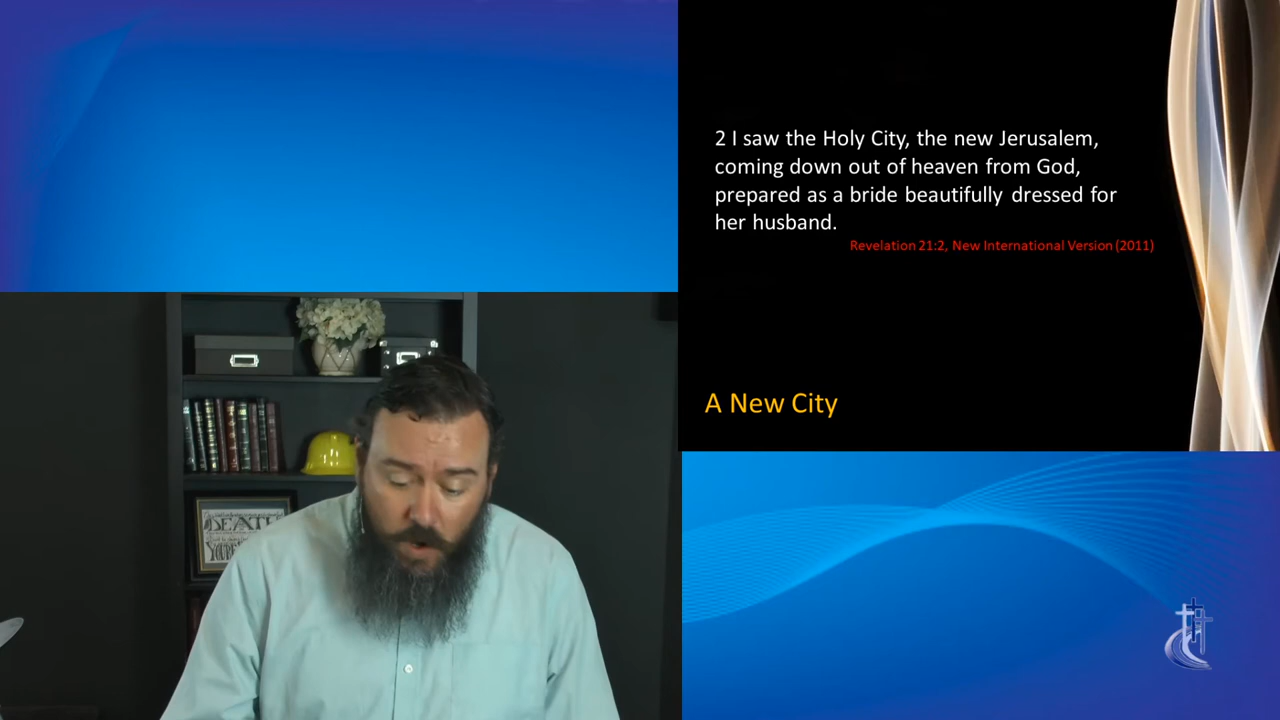 2 I saw the Holy City, the new Jerusalem,
coming down out of heaven from God,
prepared as a bride beautifully dressed for
her husband.
Revelation 21:2, New International Version (2011)
A New City
DEATH